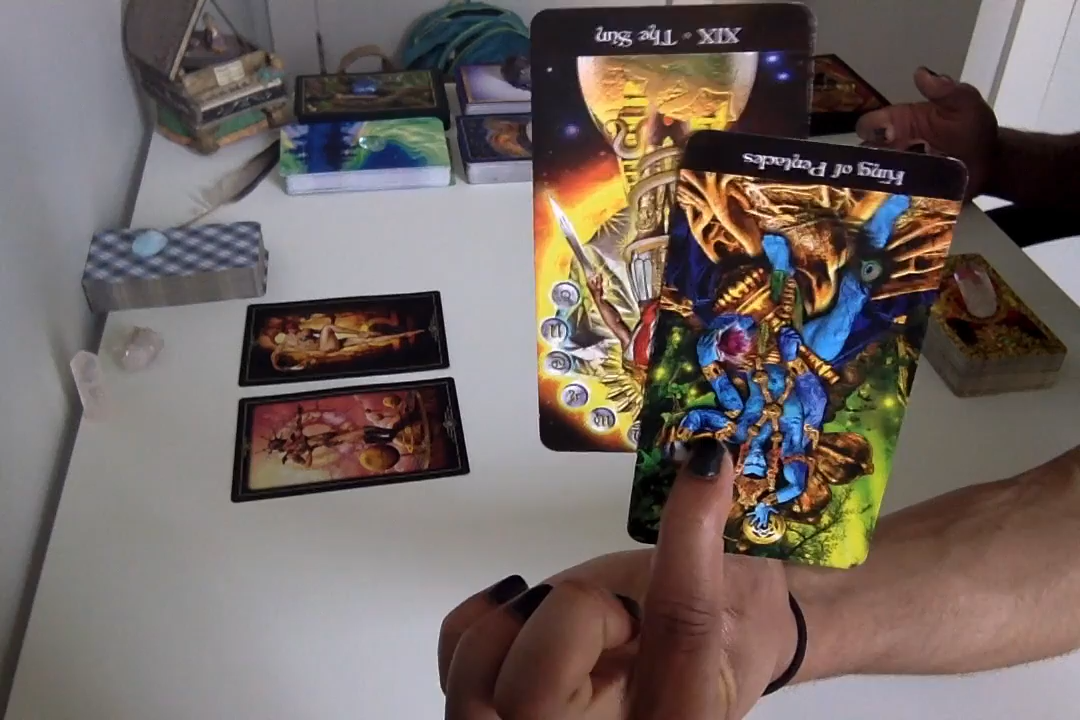 XIX • The Sun
King of Pentacles